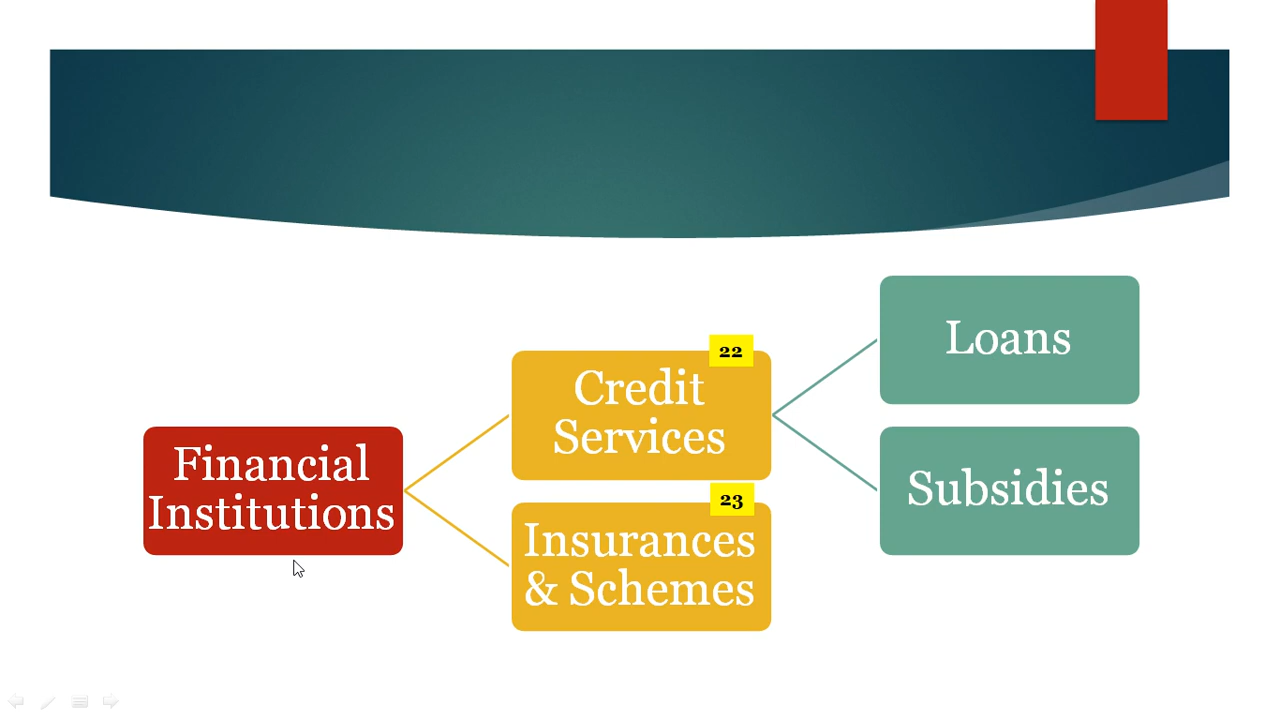 Financial
Institutions
22
Credit
Services
23
Insurances
& Schemes
Loans
Subsidies